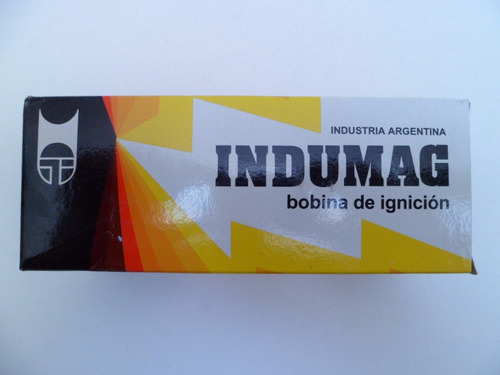 INDUSTRIA ARGENTINA
INDUMAG
bobina de ignición